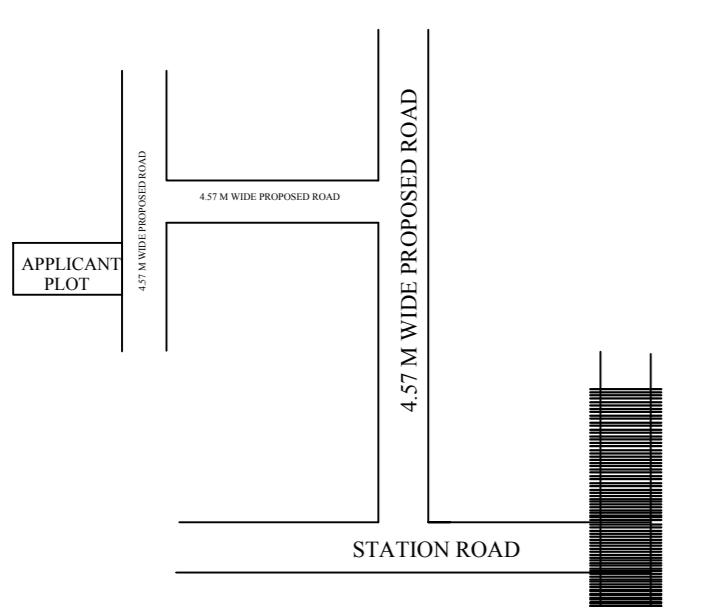 4.57 M WIDE PROPOSED ROAD
4.57 M WIDE PROPOSED ROAD
4.57 M WIDE PROPOSED ROAD
APPLICANT
PLOT
STATION ROAD